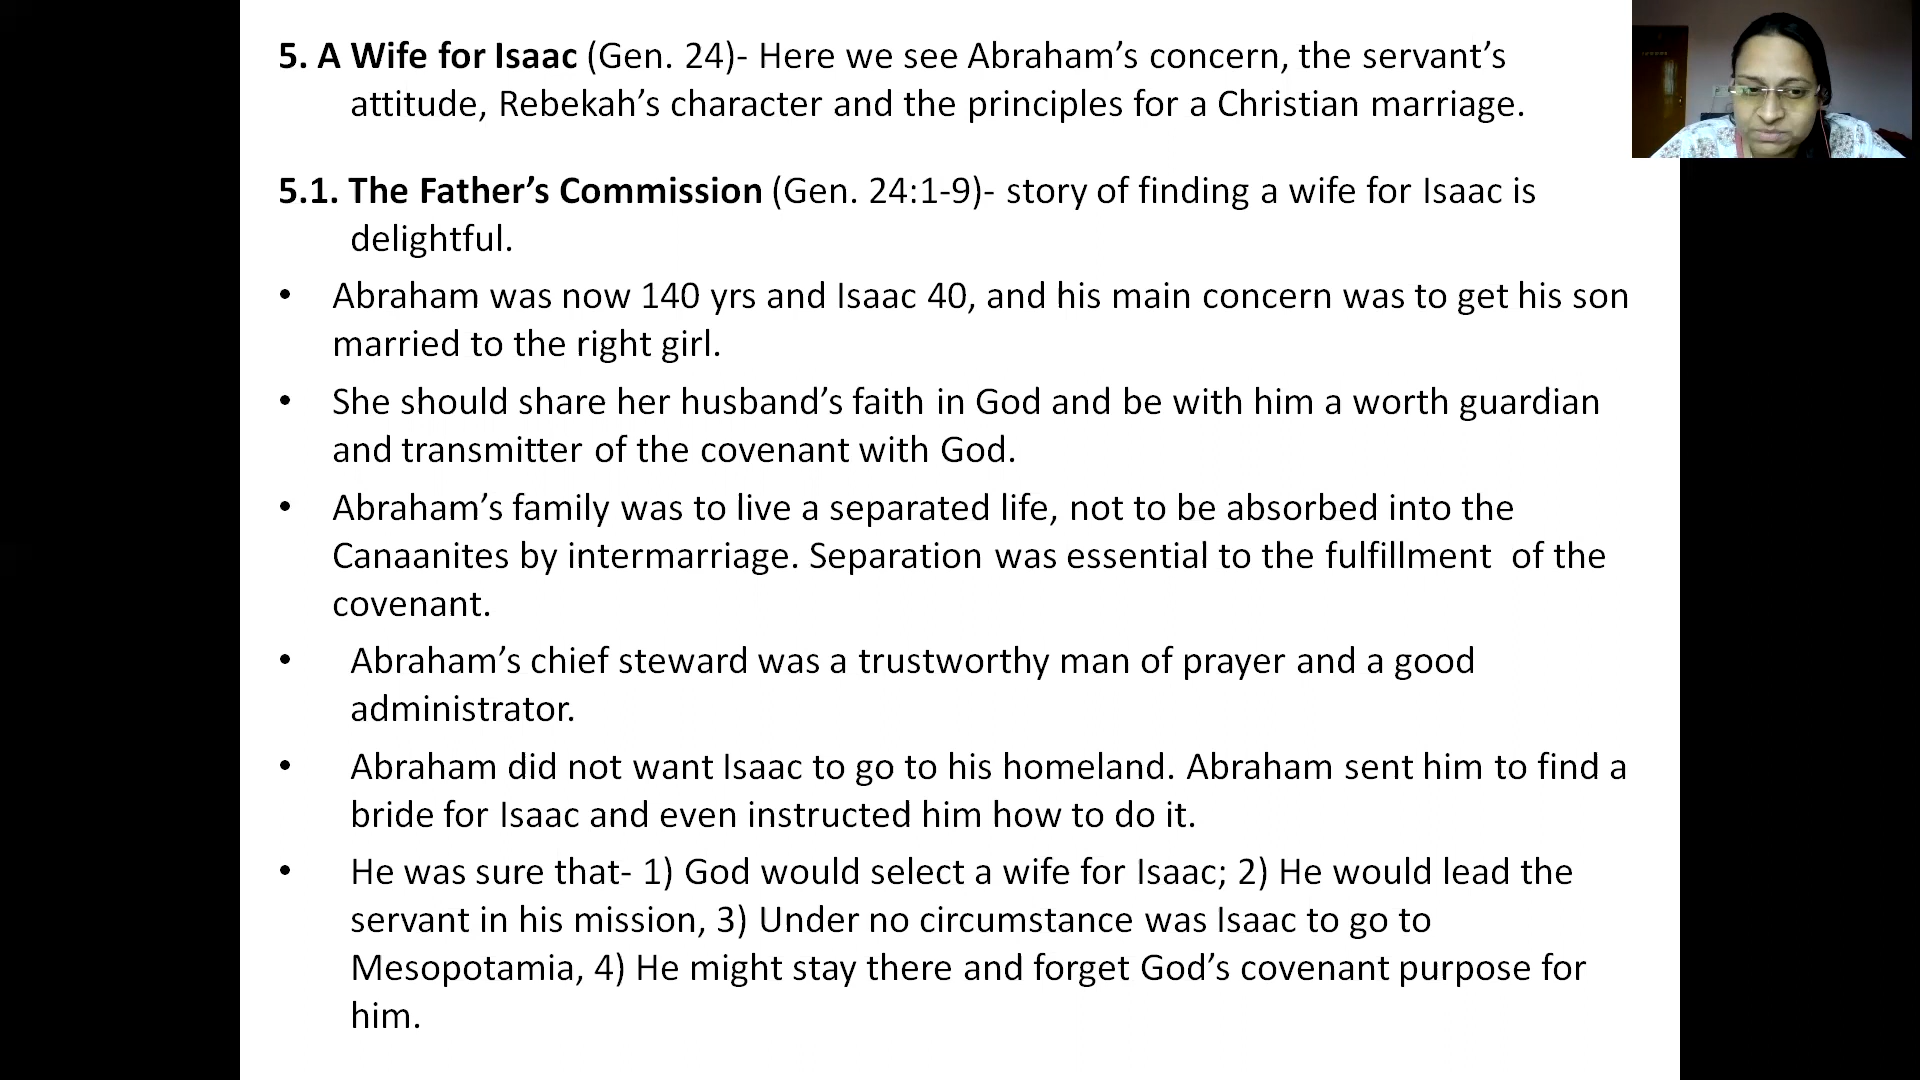 5. A Wife for Isaac (Gen. 24)- Here we see Abraham’s concern, the servant’s
attitude, Rebekah’s character and the principles for a Christian marriage.
5.1. The Father’s Commission (Gen. 24:1-9)- story of finding a wife for Isaac is
delightful.
• Abraham was now 140 yrs and Isaac 40, and his main concern was to get his son
married to the right girl.
• She should share her husband’s faith in God and be with him a worth guardian
and transmitter of the covenant with God.
• Abraham’s family was to live a separated life, not to be absorbed into the
Canaanites by intermarriage. Separation was essential to the fulfillment  of the
covenant.
• Abraham’s chief steward was a trustworthy man of prayer and a good
administrator.
• Abraham did not want Isaac to go to his homeland. Abraham sent him to find a
bride for Isaac and even instructed him how to do it.
• He was sure that- 1) God would select a wife for Isaac; 2) He would lead the
servant in his mission, 3) Under no circumstance was Isaac to go to
Mesopotamia, 4) He might stay there and forget God’s covenant purpose for
him.